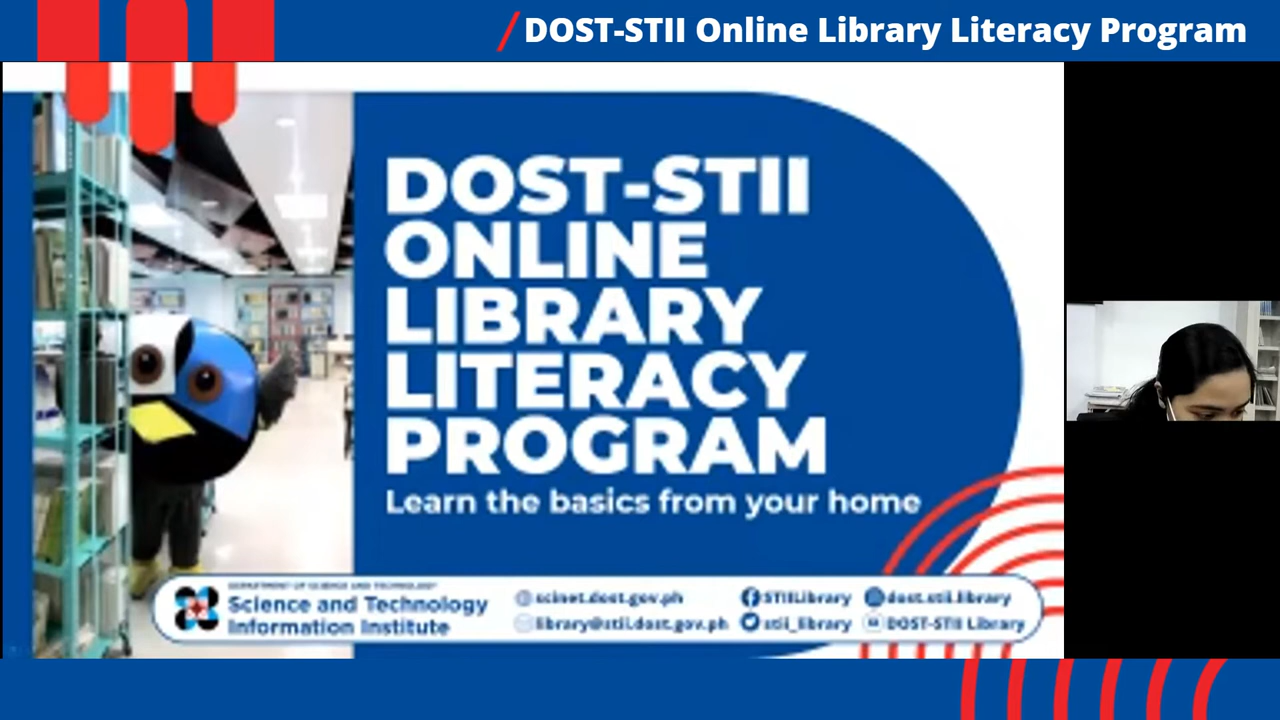 /DOST-STII Online Library Literacy Program
DOST-STII
ONLINE
LIBRARY
LITERACY
PROGRAM
Learn the basics from your home
DEPARTMENT OF SCIENCE AND TECHNOLOGY
Science and Technology
Information Institute
scinet.dost.gov.ph
library@stii.dost.gov.ph
STIILibrary
stii_library
dost.stii.library
DOST-STII Library